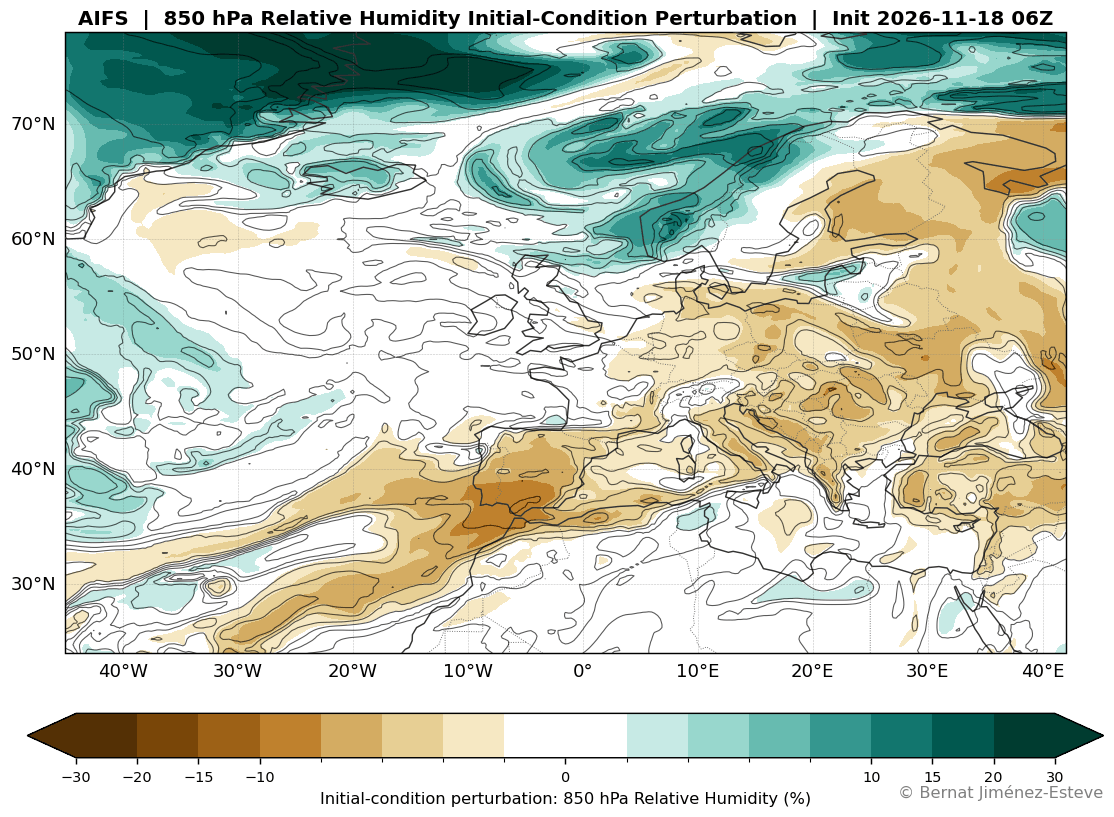 AIFS | 850 hPa Relative Humidity Initial-Condition Perturbation | Init 2026-11-18 06Z
70°N
60°N
50°N
40°N
30°N
40°W 30°W 20°W 10°W 0° 10°E 20°E 30°E 40°E
−30 −20 −15 −10 0 10 15 20 30
Initial-condition perturbation: 850 hPa Relative Humidity (%)
© Bernat Jiménez-Esteve